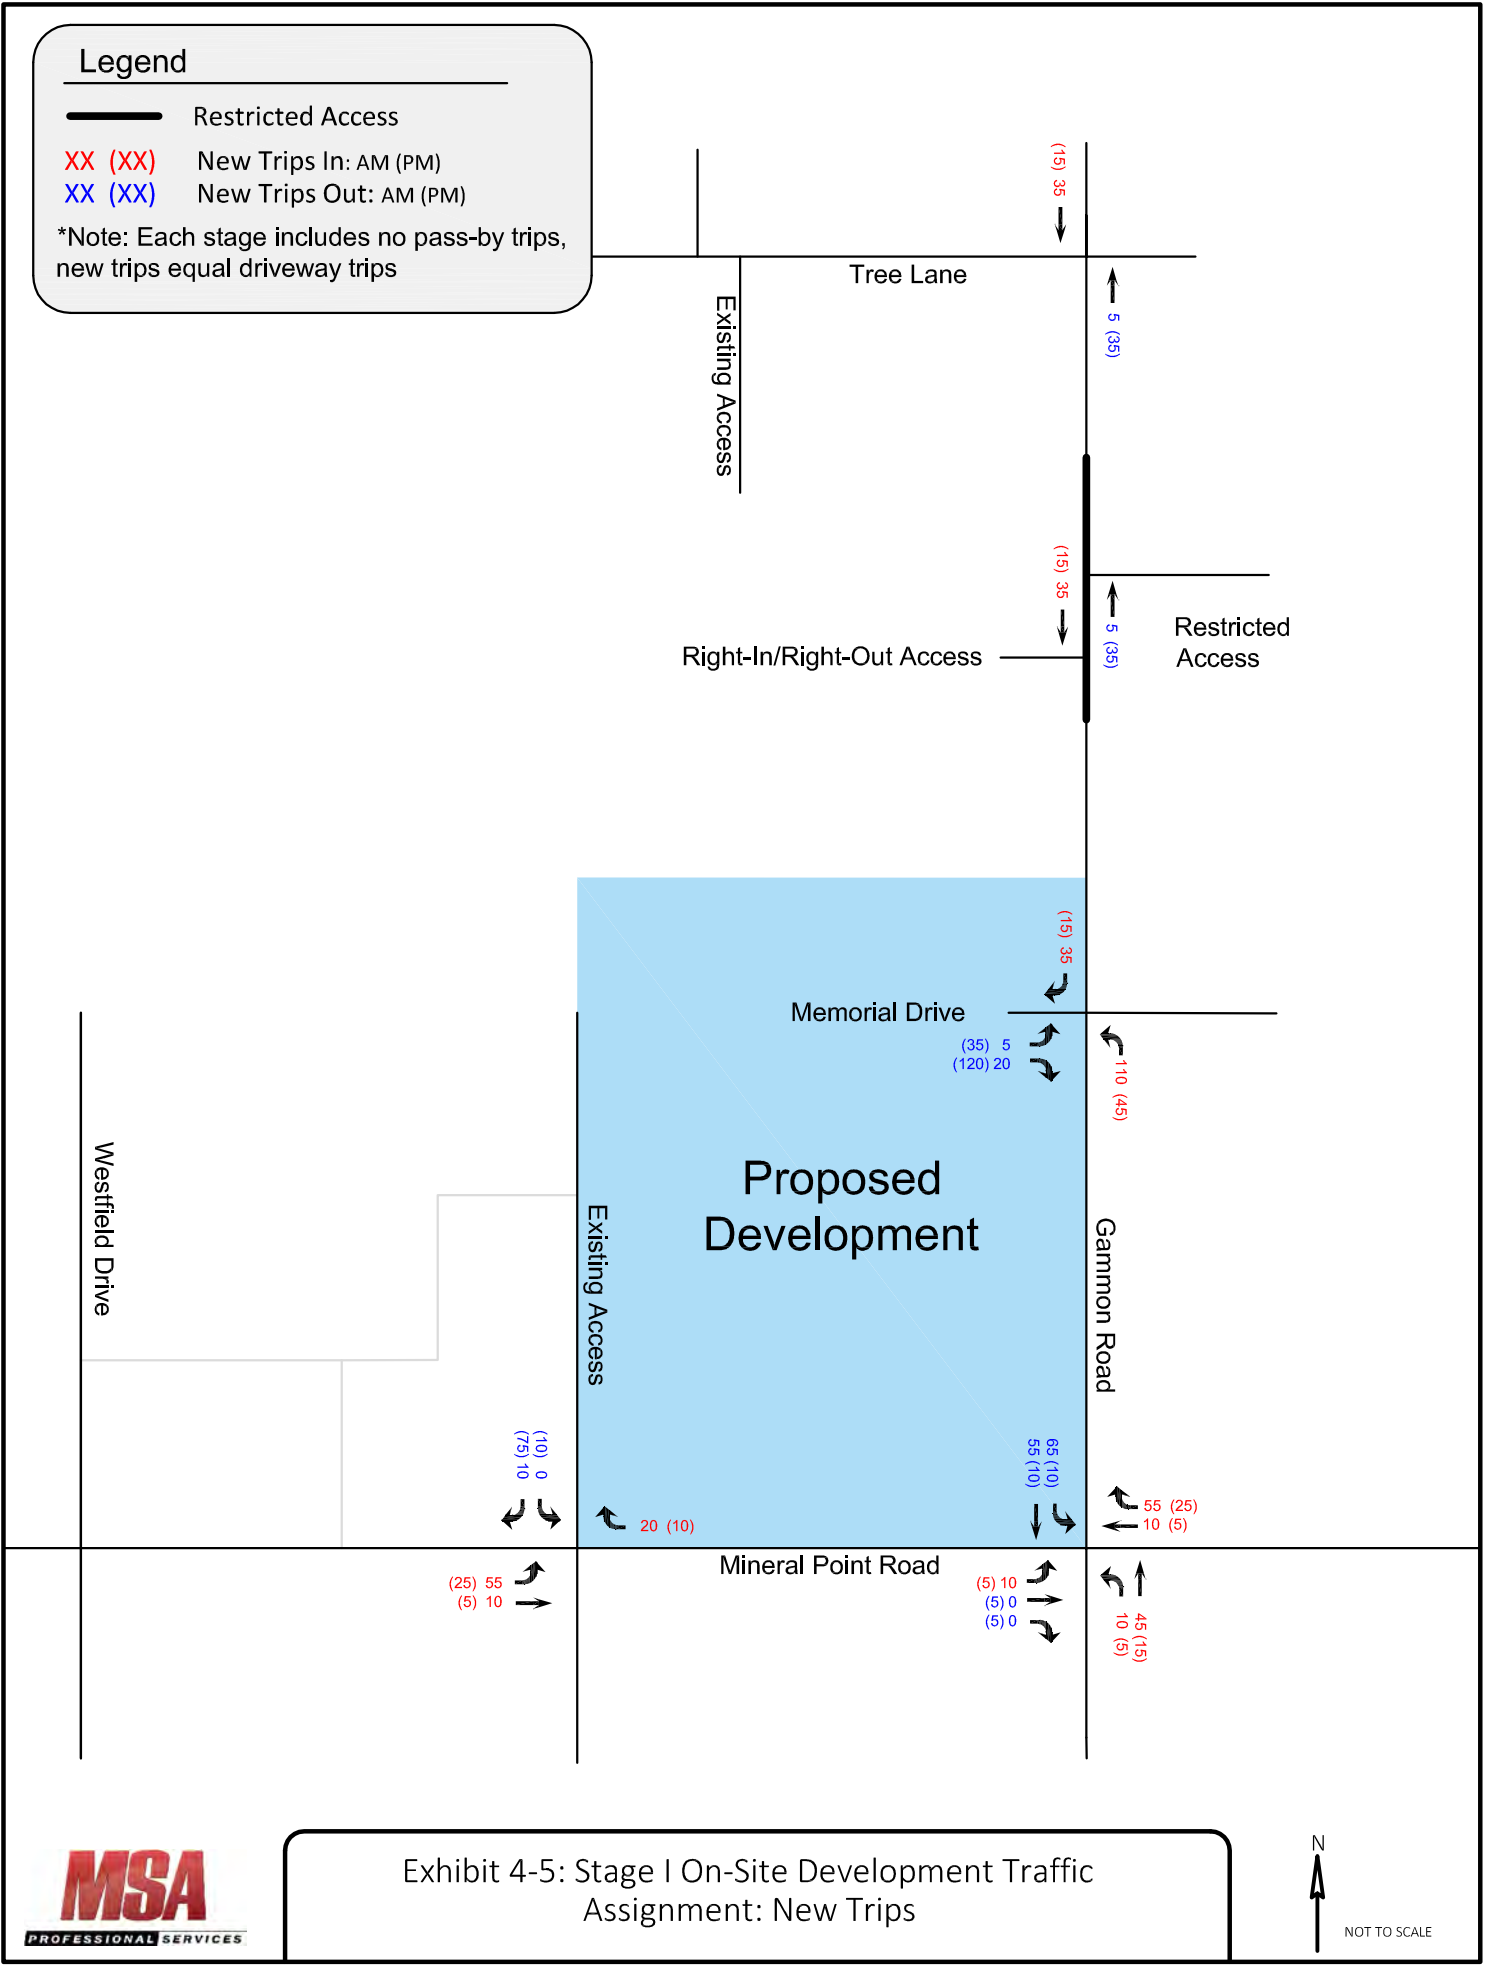 Legend
Restricted Access
XX (XX) New Trips In: AM (PM)
XX (XX) New Trips Out: AM (PM)
*Note: Each stage includes no pass-by trips,
new trips equal driveway trips
(15) 35
Tree Lane
5 (35)
Existing Access
(15) 35
5 (35)
Restricted
Access
Right-In/Right-Out Access
(15) 35
Memorial Drive
(35) 5
(120) 20
110 (45)
Proposed
Development
Westfield Drive
Existing Access
Gammon Road
(10) 0
(75) 10
20 (10)
65 (10)
55 (10)
55 (25)
10 (5)
Mineral Point Road
(25) 55
(5) 10
(5) 10
(5) 0
(5) 0
45 (15)
10 (5)
MSA
PROFESSIONAL SERVICES
Exhibit 4-5: Stage I On-Site Development Traffic
Assignment: New Trips
N
NOT TO SCALE